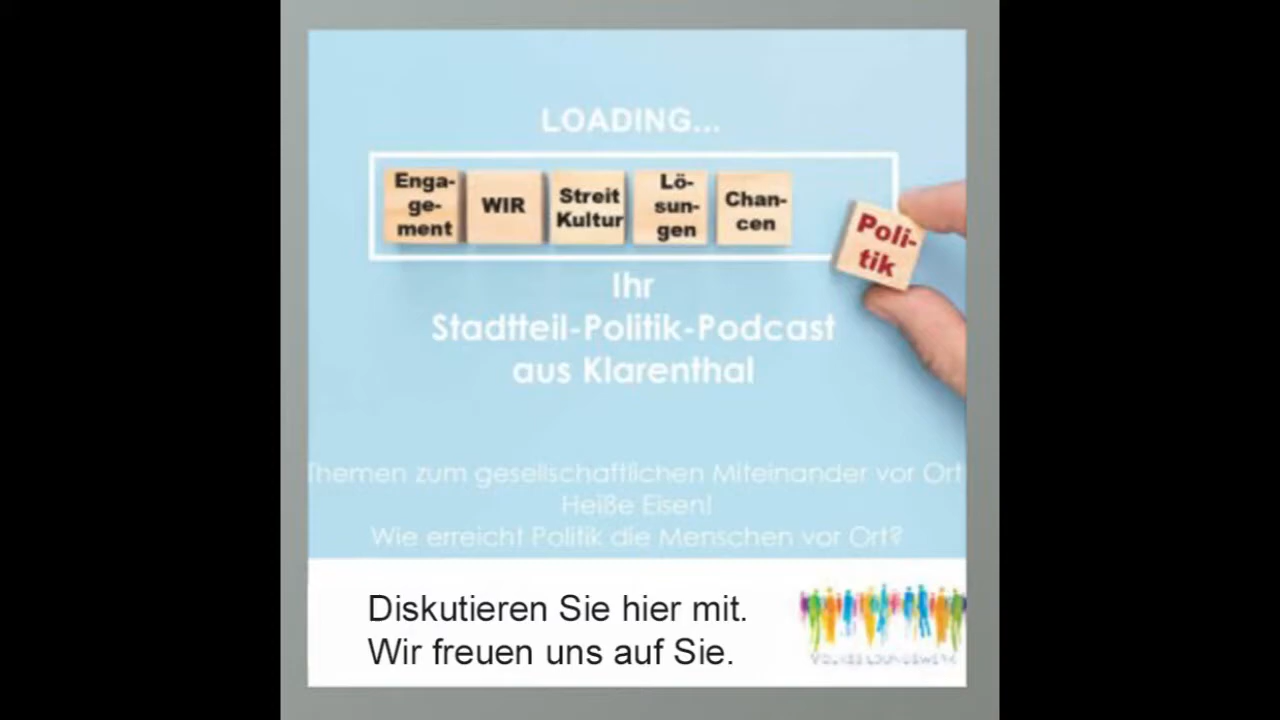 LOADING...
Enga-
ge-
ment
WIR
Streit
Kultur
Lö-
sun-
gen
Chan-
cen
Poli-
tik
Ihr
Stadtteil-Politik-Podcast
aus Klarenthal
Themen zum gesellschaftlichen Miteinander vor Ort
Heiße Eisen!
Wie erreicht Politik die Menschen vor Ort?
Diskutieren Sie hier mit.
Wir freuen uns auf Sie.
VOLKSBILDUNGSWERK